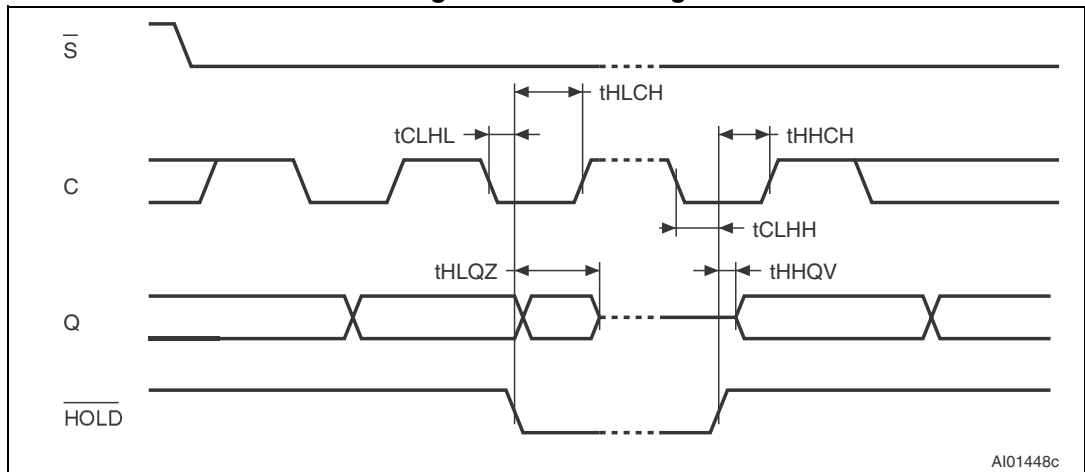 S
tHLCH
tCLHL
tHHCH
C
tCLHH
tHLQZ
tHHQV
Q
HOLD
AI01448c